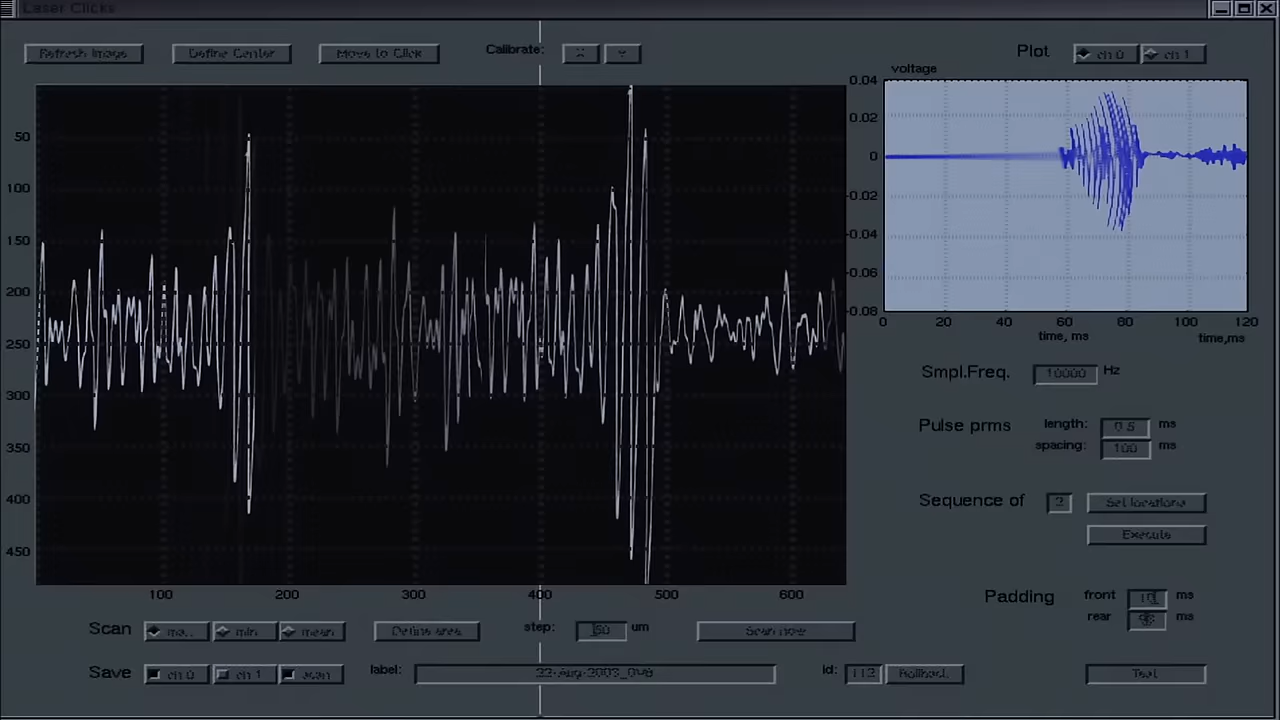 Laser Clicks
Refresh Image Define Center Move to Click Calibrate: X Y Plot ch 0 ch 1
voltage
0.04
0.02
0
-0.02
-0.04
-0.06
-0.08
0 20 40 60 80 100 120
time, ms time,ms
50
100
150
200
250
300
350
400
450
100 200 300 400 500 600
Smpl.Freq. 10000 Hz
Pulse prms length: 0.5 ms
spacing: 100 ms
Sequence of 2 Set locations
Execute
Padding front 10 ms
rear ms
Scan min mean Define area step: um Scan now
Save ch 0 ch 1 scan label: id: Test